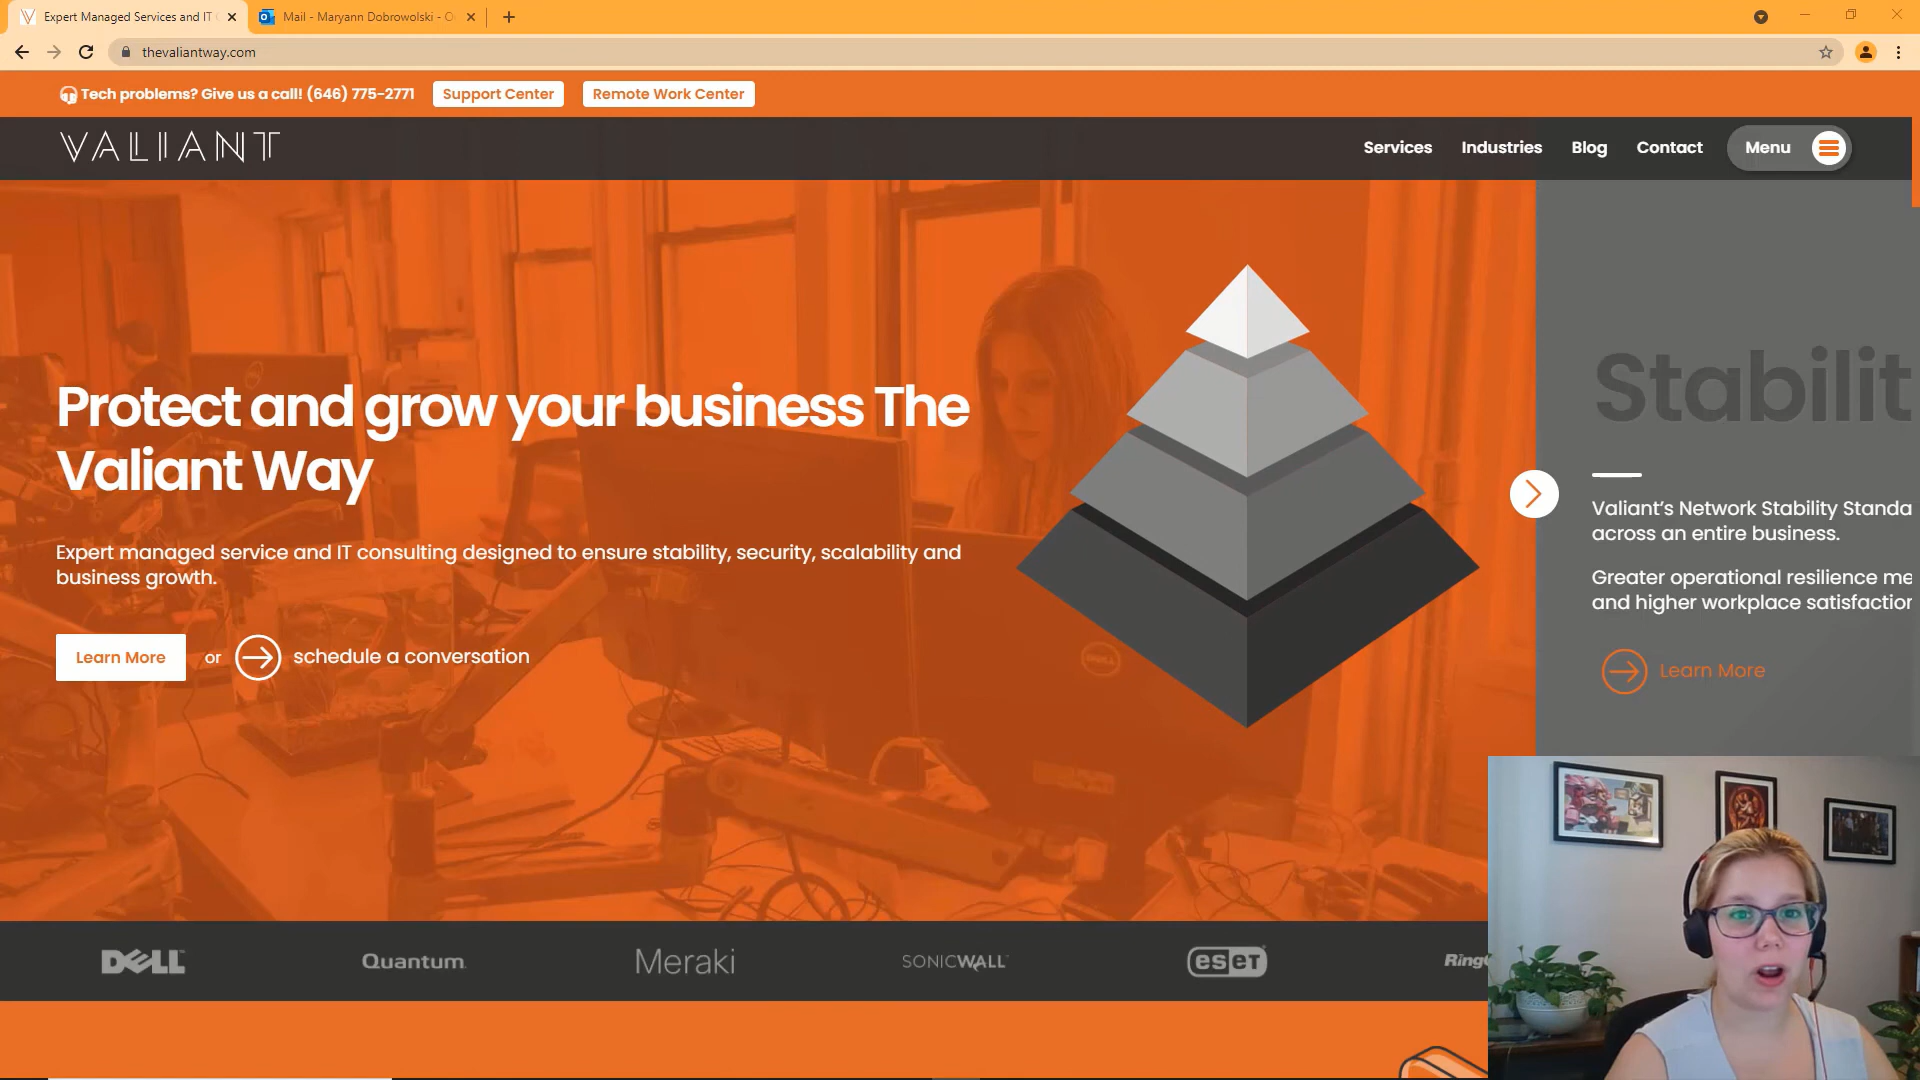 Expert Managed Services and IT
Mail - Maryann Dobrowolski - O
thevaliantway.com
Tech problems? Give us a call! (646) 775-2771
Support Center
Remote Work Center
VALIANT
Services
Industries
Blog
Contact
Menu
Protect and grow your business The
Valiant Way
Expert managed service and IT consulting designed to ensure stability, security, scalability and
business growth.
Learn More
or
schedule a conversation
Stabilit
Valiant's Network Stability Standa
across an entire business.
Greater operational resilience me
and higher workplace satisfaction
Learn More
DELL
Quantum
Meraki
SONICWALL
eseT
Ring
DELL